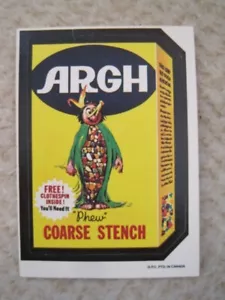 ARGH
FREE!
CLOTHESPIN
INSIDE!
You'll Need It
"Phew"
COARSE STENCH